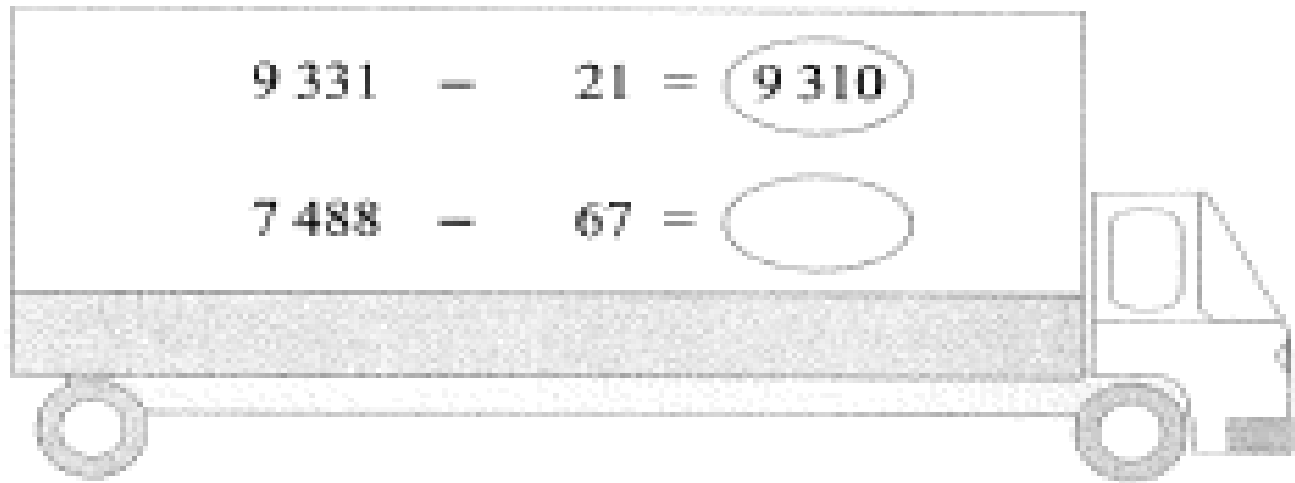 9 331 – 21 = 9 310
7 488 – 67 =